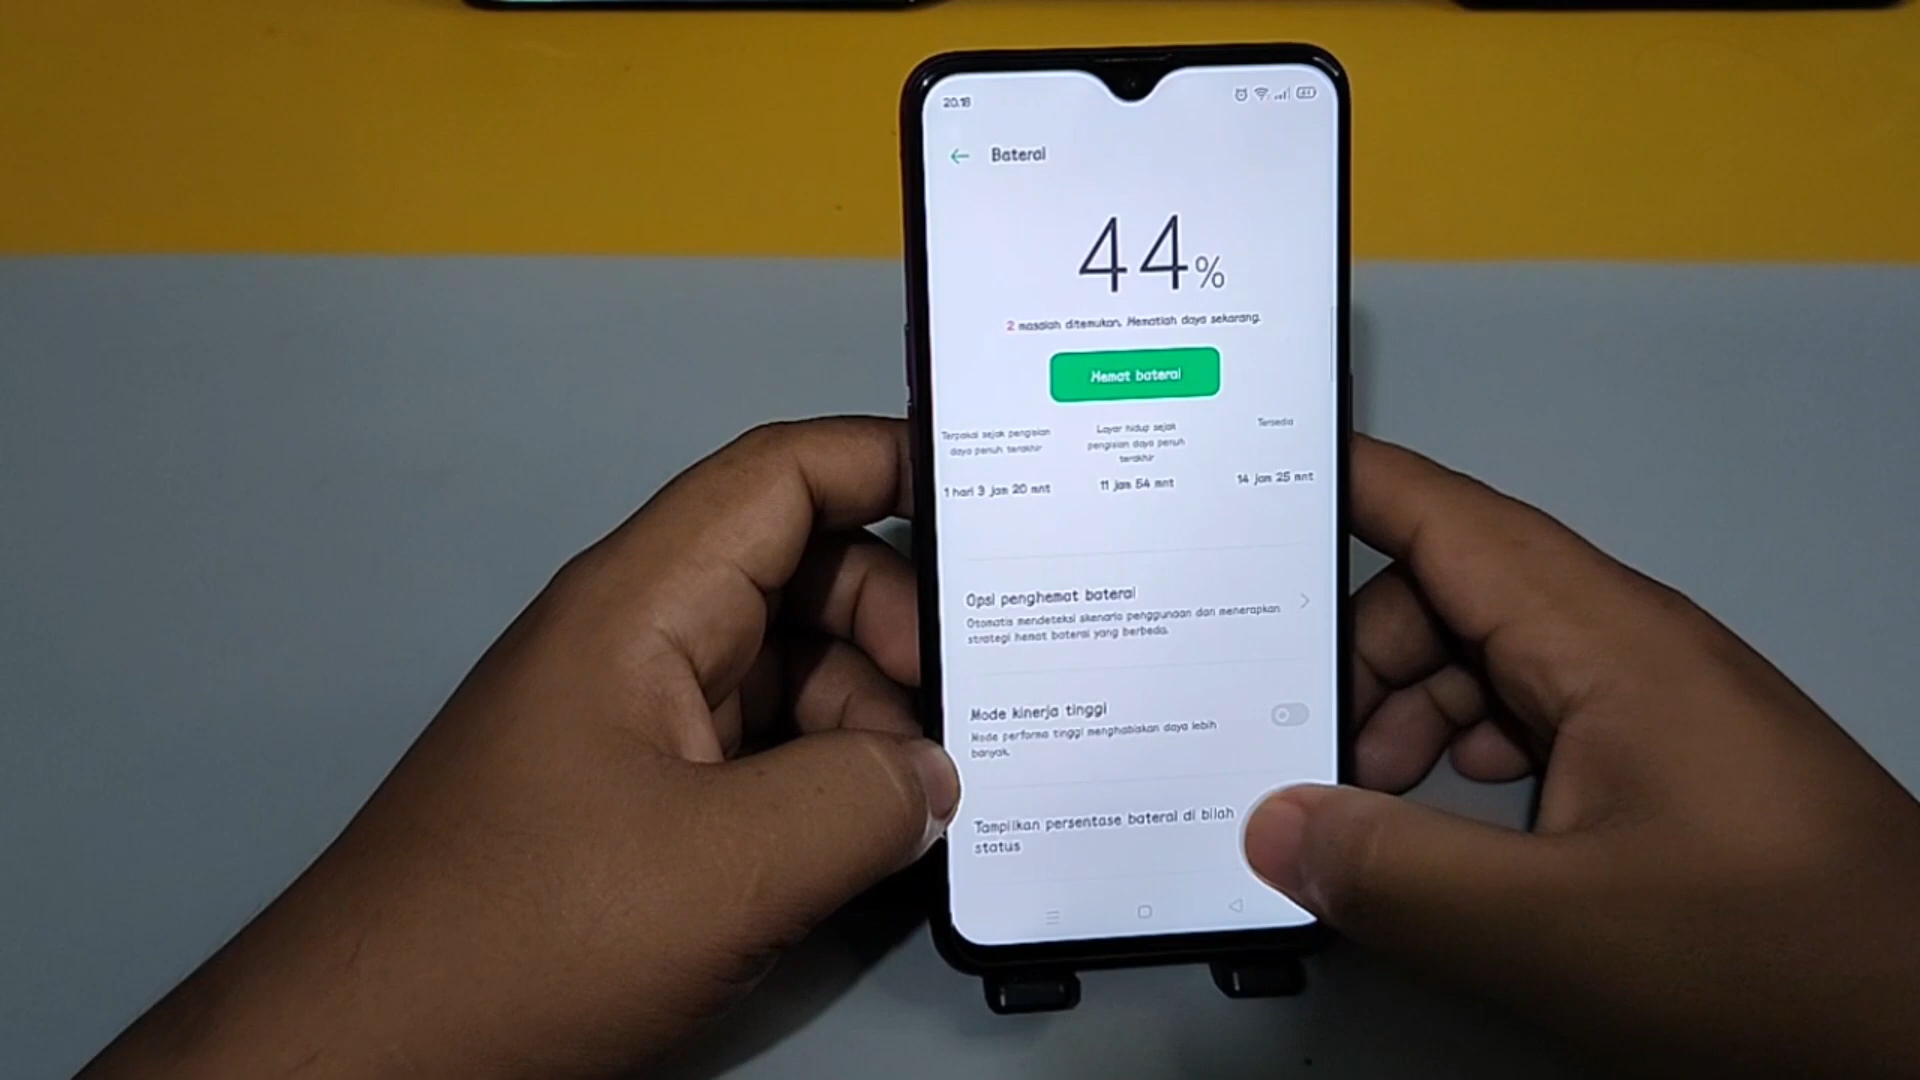 20.18
44
Baterai
44%
2 masalah ditemukan. Hematlah daya sekarang.
Hemat baterai
Terpakai sejak pengisian
daya penuh terakhir
1 hari 3 jam 20 mnt
Layar hidup sejak
pengisian daya penuh
terakhir
11 jam 54 mnt
Tersedia
14 jam 25 mnt
Opsi penghemat baterai
Otomatis mendeteksi skenario penggunaan dan menerapkan
strategi hemat baterai yang berbeda.
Mode kinerja tinggi
Mode performa tinggi menghabiskan daya lebih
banyak.
Tampilkan persentase baterai di bilah
status